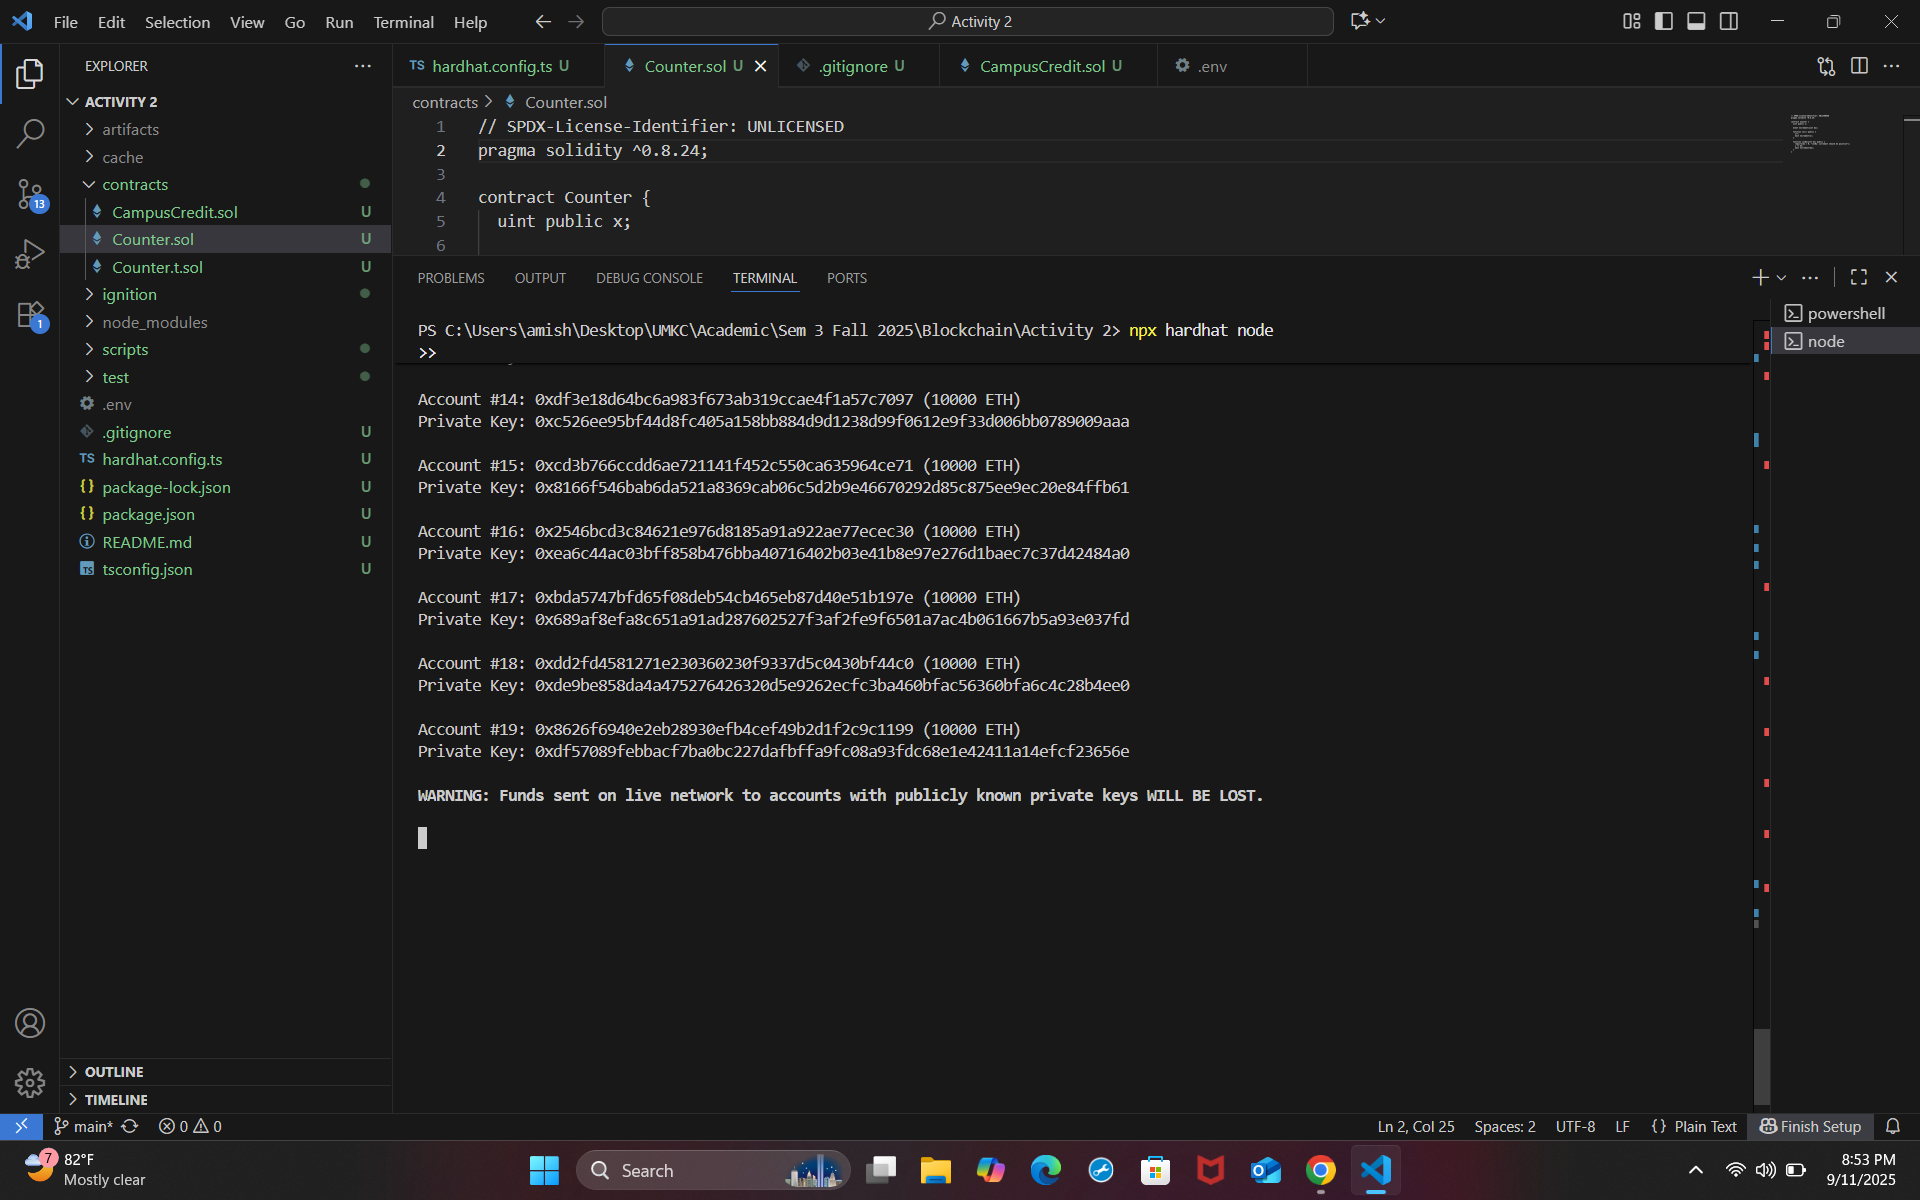 File Edit Selection View Go Run Terminal Help
Activity 2
EXPLORER
ACTIVITY 2
artifacts
cache
contracts
CampusCredit.sol U
Counter.sol U
Counter.t.sol U
ignition
node_modules
scripts
test
.env
.gitignore U
TS hardhat.config.ts U
{} package-lock.json U
{} package.json U
README.md U
TS tsconfig.json U
OUTLINE
TIMELINE
13
1
TS hardhat.config.ts U
Counter.sol U
.gitignore U
CampusCredit.sol U
.env
contracts > Counter.sol
1 // SPDX-License-Identifier: UNLICENSED
2 pragma solidity ^0.8.24;
3
4 contract Counter {
5 uint public x;
6
PROBLEMS OUTPUT DEBUG CONSOLE TERMINAL PORTS
powershell
node
PS C:\Users\amish\Desktop\UMKC\Academic\Sem 3 Fall 2025\Blockchain\Activity 2> npx hardhat node
>>
Account #14: 0xdf3e18d64bc6a983f673ab319ccae4f1a57c7097 (10000 ETH)
Private Key: 0xc526ee95bf44d8fc405a158bb884d9d1238d99f0612e9f33d006bb0789009aaa
Account #15: 0xcd3b766ccdd6ae721141f452c550ca635964ce71 (10000 ETH)
Private Key: 0x8166f546bab6da521a8369cab06c5d2b9e46670292d85c875ee9ec20e84ffb61
Account #16: 0x2546bcd3c84621e976d8185a91a922ae77ecec30 (10000 ETH)
Private Key: 0xea6c44ac03bff858b476bba40716402b03e41b8e97e276d1baec7c37d42484a0
Account #17: 0xbda5747bfd65f08deb54cb465eb87d40e51b197e (10000 ETH)
Private Key: 0x689af8efa8c651a91ad287602527f3af2fe9f6501a7ac4b061667b5a93e037fd
Account #18: 0xdd2fd4581271e230360230f9337d5c0430bf44c0 (10000 ETH)
Private Key: 0xde9be858da4a475276426320d5e9262ecfc3ba460bfac56360bfa6c4c28b4ee0
Account #19: 0x8626f6940e2eb28930efb4cef49b2d1f2c9c1199 (10000 ETH)
Private Key: 0xdf57089febbacf7ba0bc227dafbffa9fc08a93fdc68e1e42411a14efcf23656e
WARNING: Funds sent on live network to accounts with publicly known private keys WILL BE LOST.
main* 0 0
Ln 2, Col 25 Spaces: 2 UTF-8 LF {} Plain Text Finish Setup
7
82°F
Mostly clear
Search
8:53 PM
9/11/2025